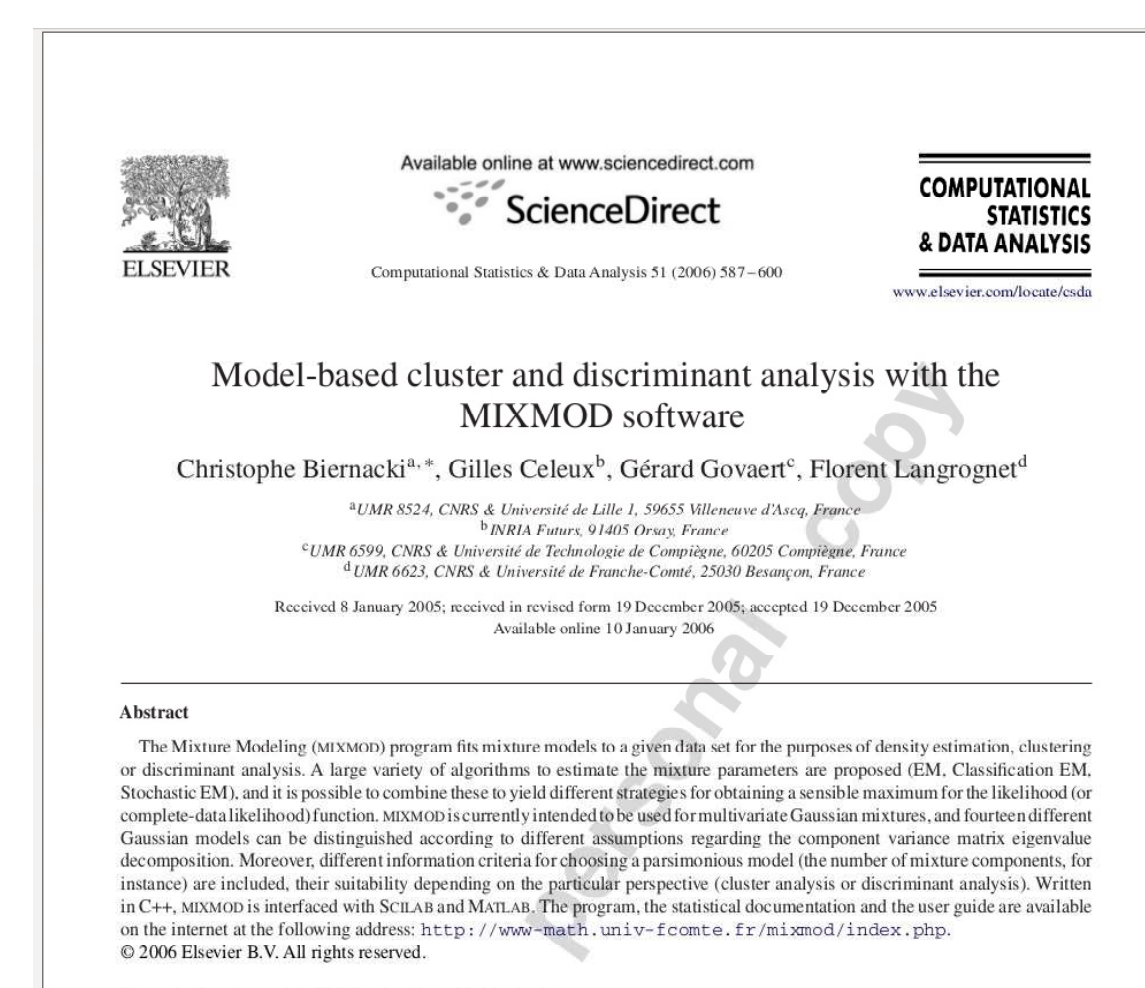 Available online at www.sciencedirect.com
ScienceDirect
ELSEVIER
Computational Statistics & Data Analysis 51 (2006) 587–600
COMPUTATIONAL
STATISTICS
& DATA ANALYSIS
www.elsevier.com/locate/csda
Model-based cluster and discriminant analysis with the
MIXMOD software
Christophe Biernackiᵃ,*, Gilles Celeuxᵇ, Gérard Govaertᶜ, Florent Langrognetᵈ
ᵃUMR 8524, CNRS & Université de Lille 1, 59655 Villeneuve d'Ascq, France
ᵇINRIA Futurs, 91405 Orsay, France
ᶜUMR 6599, CNRS & Université de Technologie de Compiègne, 60205 Compiègne, France
ᵈUMR 6623, CNRS & Université de Franche-Comté, 25030 Besançon, France
Received 8 January 2005; received in revised form 19 December 2005; accepted 19 December 2005
Available online 10 January 2006
Abstract
The Mixture Modeling (MIXMOD) program fits mixture models to a given data set for the purposes of density estimation, clustering
or discriminant analysis. A large variety of algorithms to estimate the mixture parameters are proposed (EM, Classification EM,
Stochastic EM), and it is possible to combine these to yield different strategies for obtaining a sensible maximum for the likelihood (or
complete-data likelihood) function. MIXMOD is currently intended to be used for multivariate Gaussian mixtures, and fourteen different
Gaussian models can be distinguished according to different assumptions regarding the component variance matrix eigenvalue
decomposition. Moreover, different information criteria for choosing a parsimonious model (the number of mixture components, for
instance) are included, their suitability depending on the particular perspective (cluster analysis or discriminant analysis). Written
in C++, MIXMOD is interfaced with SCILAB and MATLAB. The program, the statistical documentation and the user guide are available
on the internet at the following address: http://www-math.univ-fcomte.fr/mixmod/index.php.
© 2006 Elsevier B.V. All rights reserved.
personal copy